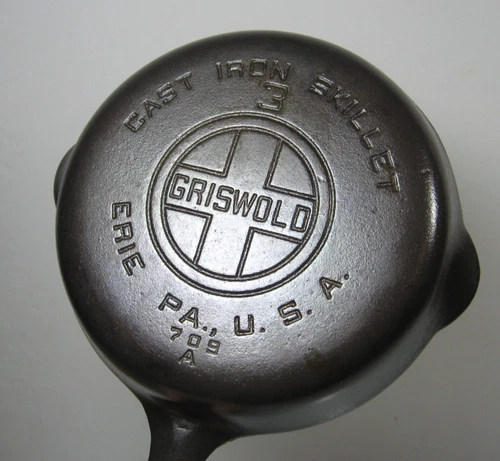 CAST IRON SKILLET
3
GRISWOLD
ERIE PA., U.S.A.
709
A